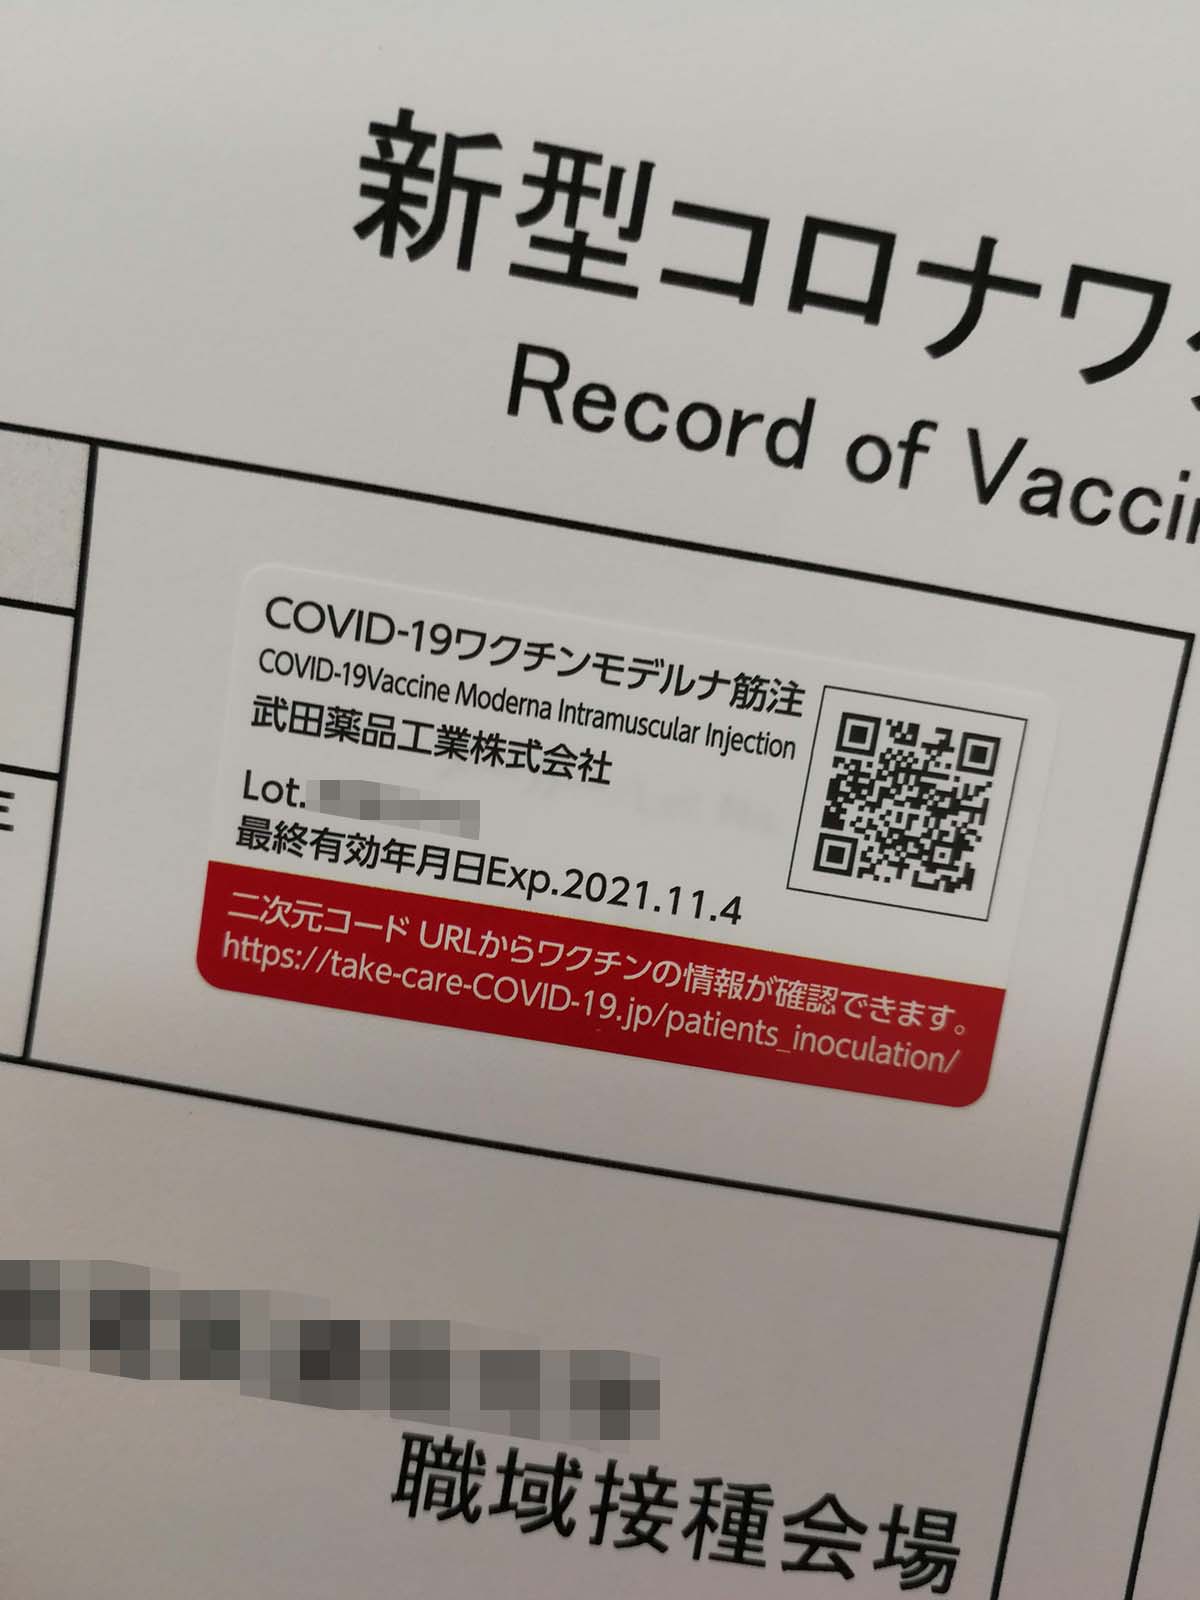 新型コロナワ
Record of Vacci
COVID-19ワクチンモデルナ筋注
COVID-19Vaccine Moderna Intramuscular Injection
武田薬品工業株式会社
Lot.
最終有効年月日Exp.2021.11.4
二次元コード URLからワクチンの情報が確認できます。
https://take-care-COVID-19.jp/patients_inoculation/
職域接種会場